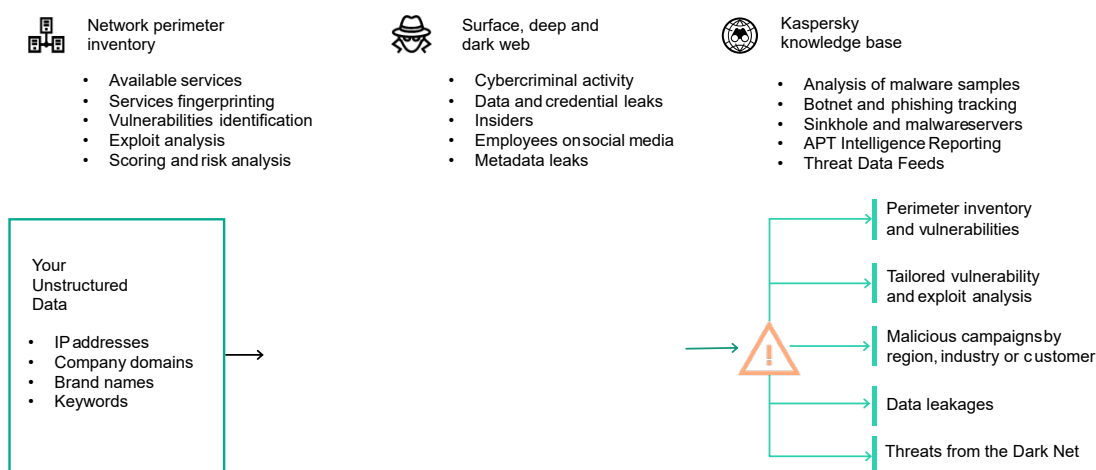 Network perimeter
inventory
• Available services
• Services fingerprinting
• Vulnerabilities identification
• Exploit analysis
• Scoring and risk analysis
Surface, deep and
dark web
• Cybercriminal activity
• Data and credential leaks
• Insiders
• Employees on social media
• Metadata leaks
Kaspersky
knowledge base
• Analysis of malware samples
• Botnet and phishing tracking
• Sinkhole and malware servers
• APT Intelligence Reporting
• Threat Data Feeds
Your
Unstructured
Data
• IP addresses
• Company domains
• Brand names
• Keywords
Perimeter inventory
and vulnerabilities
Tailored vulnerability
and exploit analysis
Malicious campaigns by
region, industry or customer
Data leakages
Threats from the Dark Net